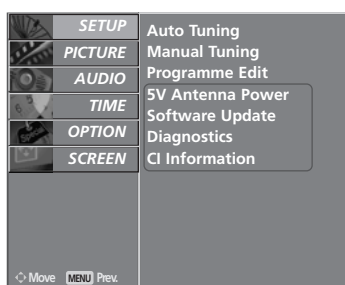 SETUP
PICTURE
AUDIO
TIME
OPTION
SCREEN
Auto Tuning
Manual Tuning
Programme Edit
5V Antenna Power
Software Update
Diagnostics
CI Information
Move MENU Prev.